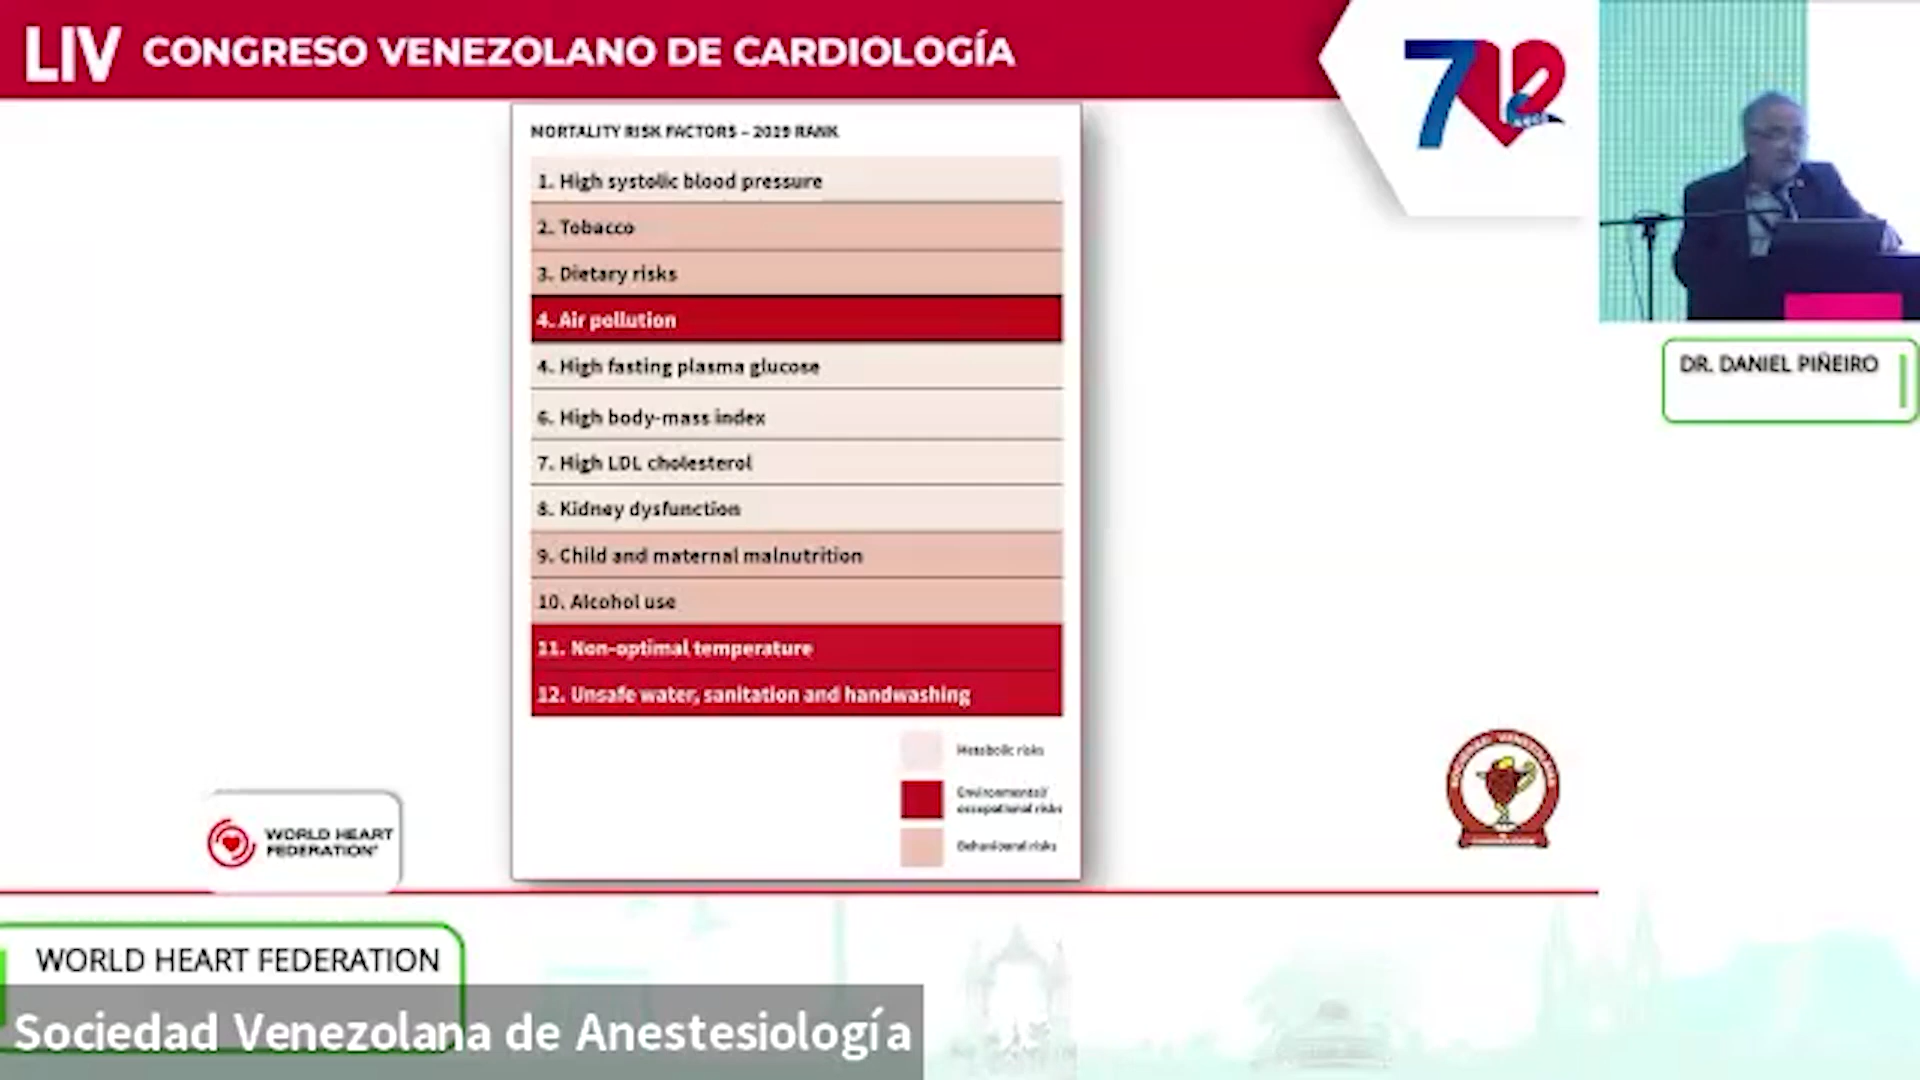 LIV CONGRESO VENEZOLANO DE CARDIOLOGÍA
MORTALITY RISK FACTORS – 2019 RANK
1. High systolic blood pressure
2. Tobacco
3. Dietary risks
4. Air pollution
4. High fasting plasma glucose
6. High body-mass index
7. High LDL cholesterol
8. Kidney dysfunction
9. Child and maternal malnutrition
10. Alcohol use
11. Non-optimal temperature
12. Unsafe water, sanitation and handwashing
Metabolic risks
Environmental/
occupational risks
Behavioural risks
DR. DANIEL PIÑEIRO
WORLD HEART
FEDERATION
WORLD HEART FEDERATION
Sociedad Venezolana de Anestesiología